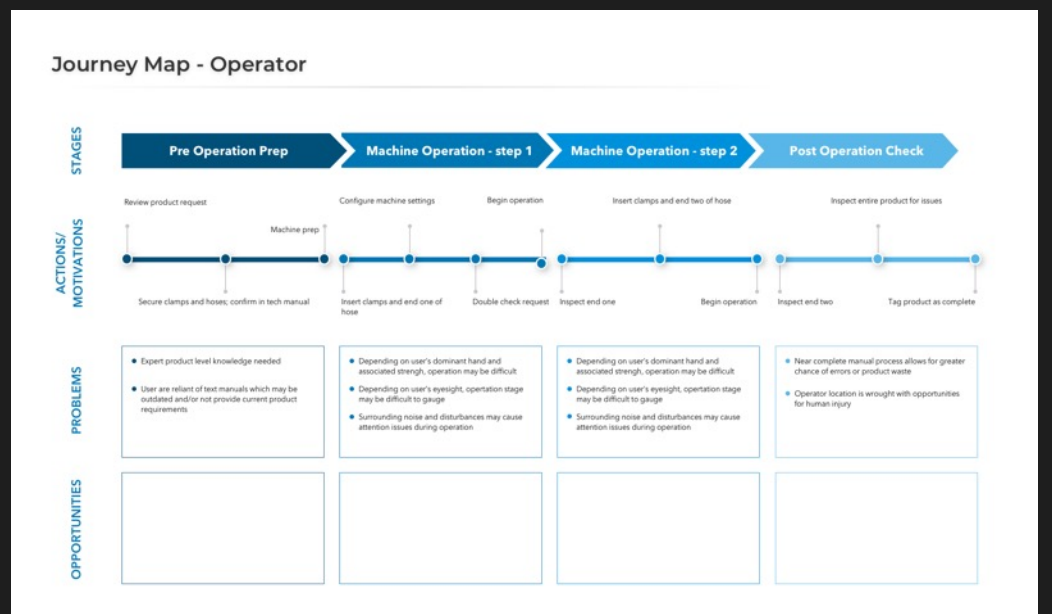 Journey Map - Operator
STAGES
Pre Operation Prep
Machine Operation - step 1
Machine Operation - step 2
Post Operation Check
ACTIONS/
MOTIVATIONS
Review product request
Machine prep
Secure clamps and hoses; confirm in tech manual
Configure machine settings
Begin operation
Insert clamps and end one of
hose
Double check request
Insert clamps and end two of hose
Inspect end one
Begin operation
Inspect entire product for issues
Inspect end two
Tag product as complete
PROBLEMS
Expert product level knowledge needed
User are reliant of text manuals which may be
outdated and/or not provide current product
requirements
Depending on user's dominant hand and
associated strengh, operation may be difficult
Depending on user's eyesight, opertation stage
may be difficult to gauge
Surrounding noise and disturbances may cause
attention issues during operation
Depending on user's dominant hand and
associated strengh, operation may be difficult
Depending on user's eyesight, opertation stage
may be difficult to gauge
Surrounding noise and disturbances may cause
attention issues during operation
Near complete manual process allows for greater
chance of errors or product waste
Operator location is wrought with opportunities
for human injury
OPPORTUNITIES